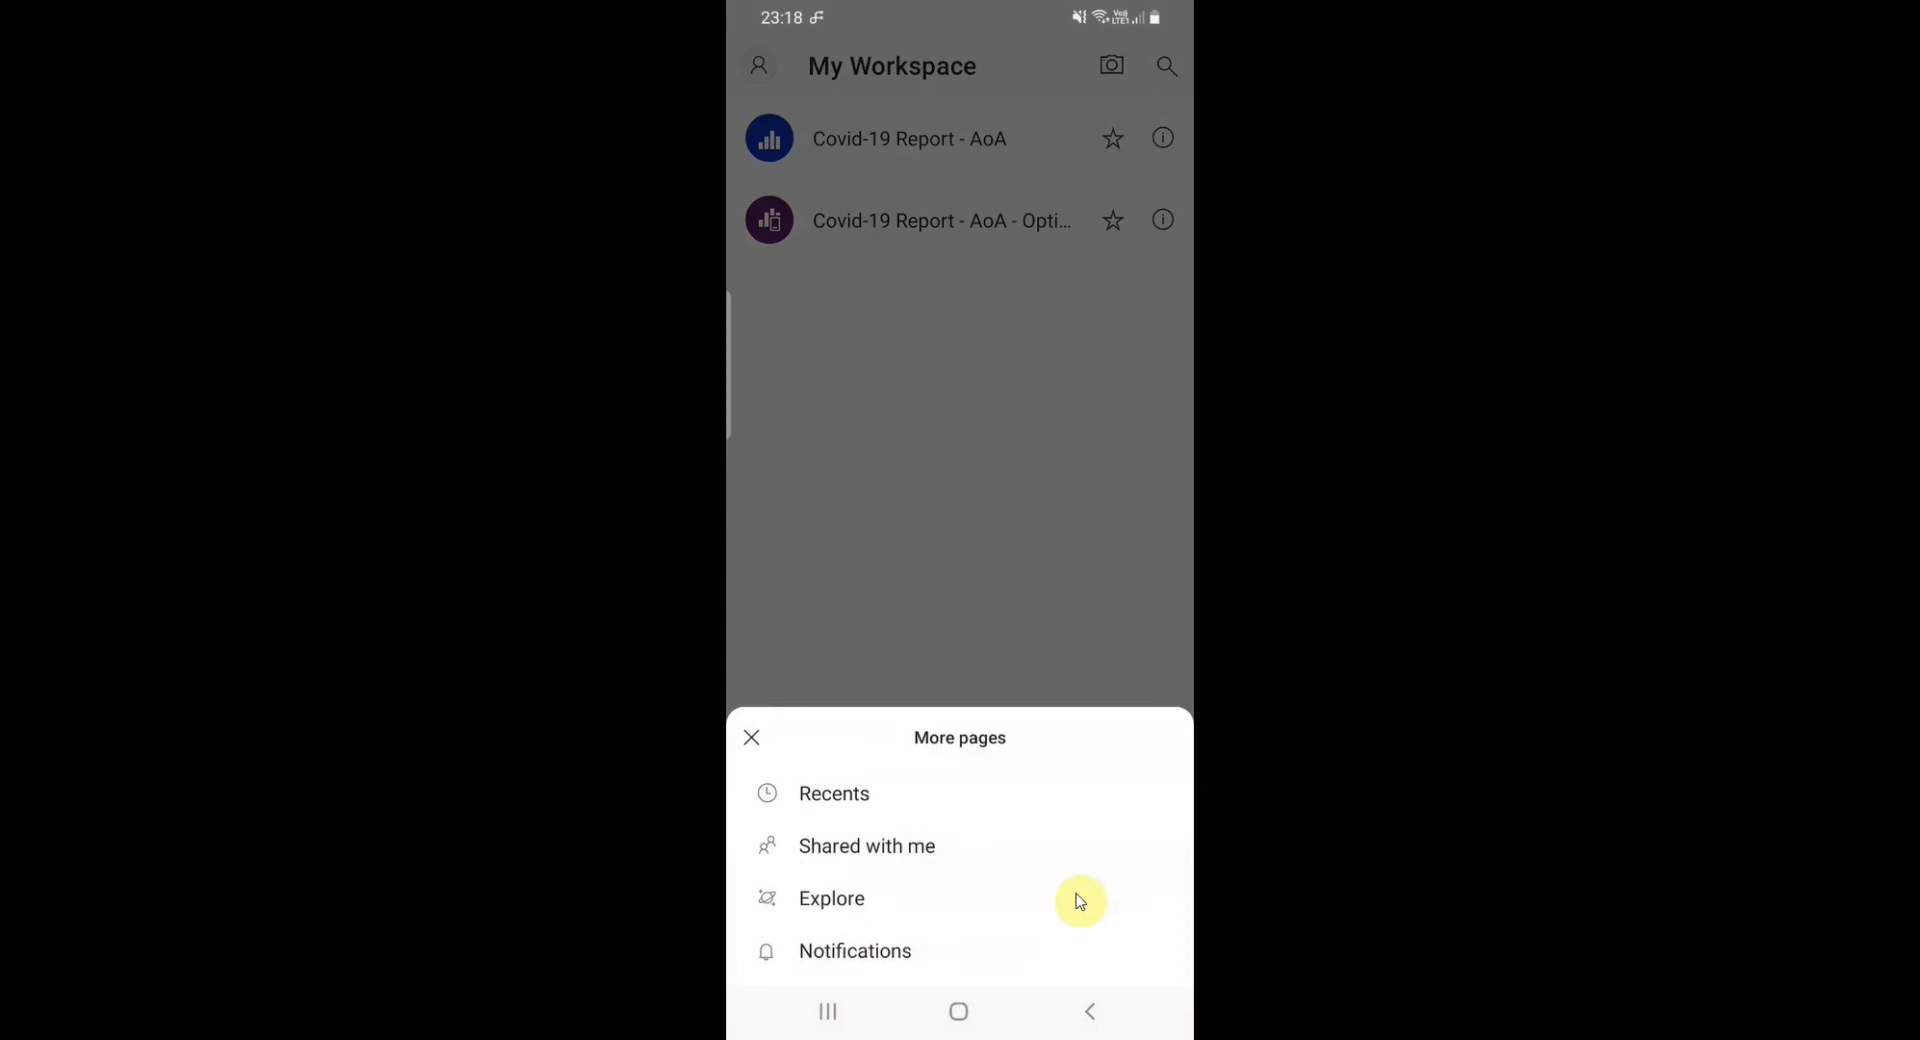 23:18
My Workspace
Covid-19 Report - AoA
Covid-19 Report - AoA - Opti...
More pages
Recents
Shared with me
Explore
Notifications